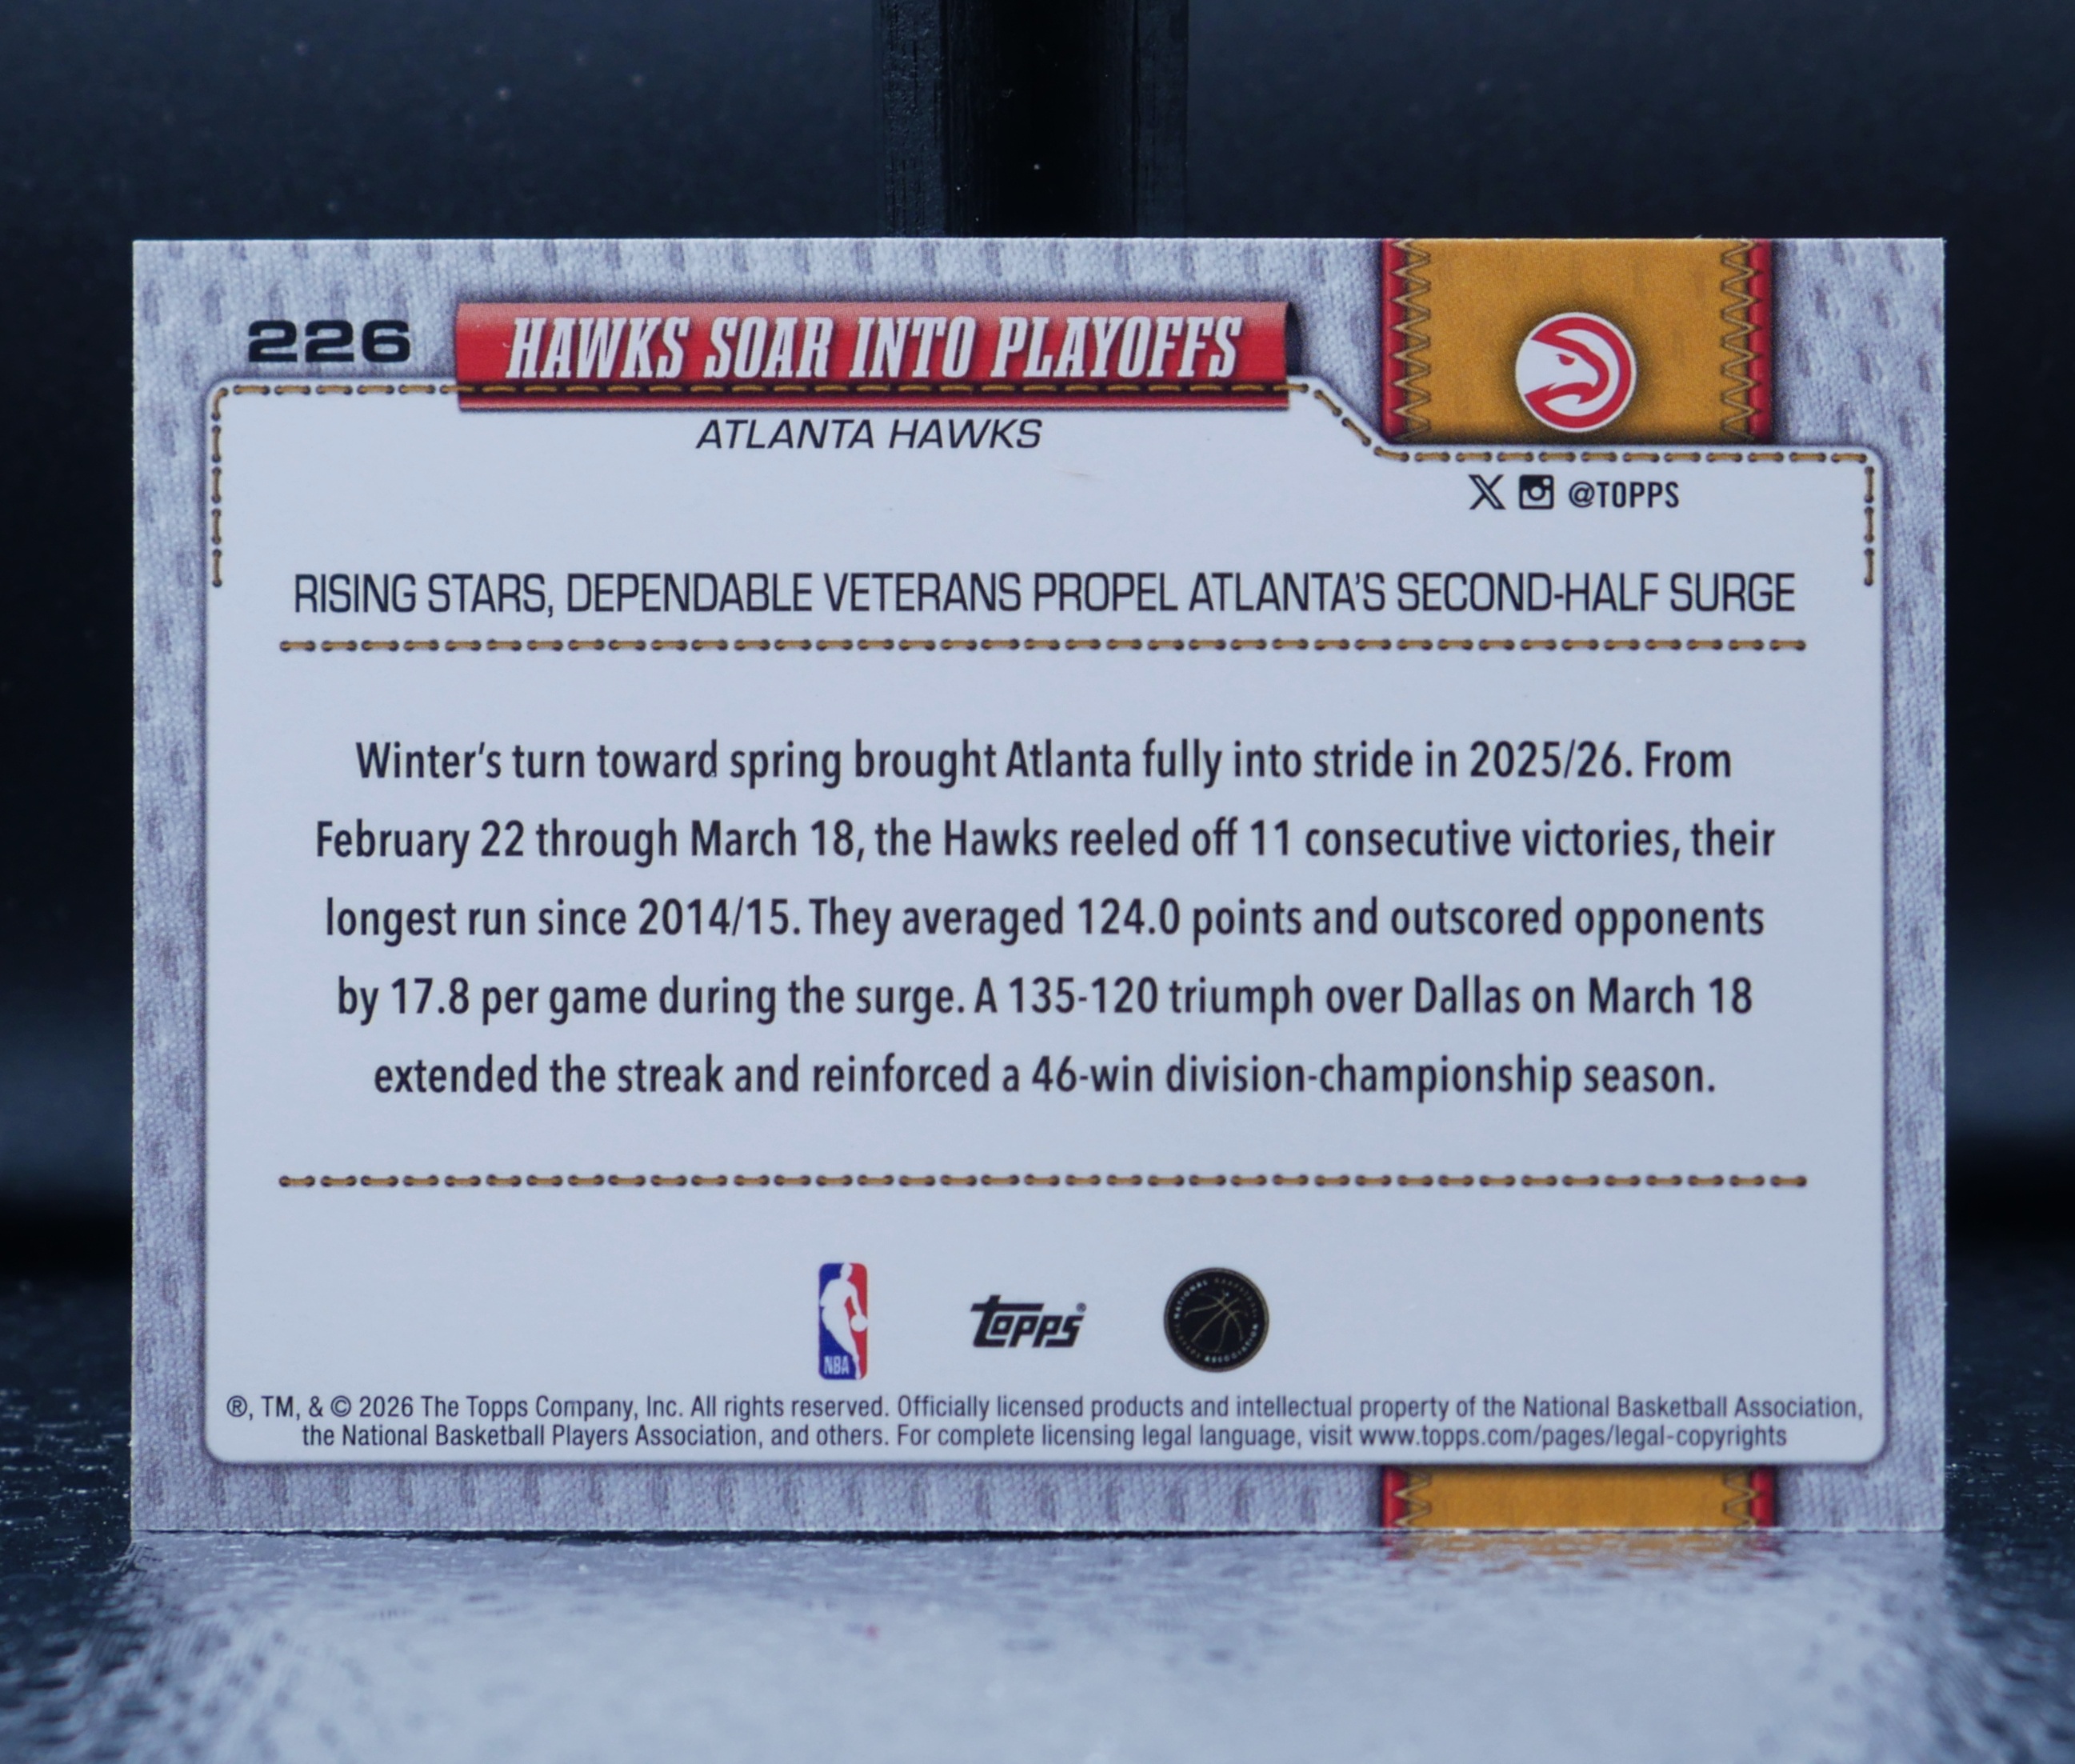 226
HAWKS SOAR INTO PLAYOFFS
ATLANTA HAWKS
@TOPPS
RISING STARS, DEPENDABLE VETERANS PROPEL ATLANTA'S SECOND-HALF SURGE
Winter's turn toward spring brought Atlanta fully into stride in 2025/26. From
February 22 through March 18, the Hawks reeled off 11 consecutive victories, their
longest run since 2014/15. They averaged 124.0 points and outscored opponents
by 17.8 per game during the surge. A 135-120 triumph over Dallas on March 18
extended the streak and reinforced a 46-win division-championship season.
NBA
topps®
NATIONAL BASKETBALL PLAYERS ASSOCIATION
®, TM, & © 2026 The Topps Company, Inc. All rights reserved. Officially licensed products and intellectual property of the National Basketball Association,
the National Basketball Players Association, and others. For complete licensing legal language, visit www.topps.com/pages/legal-copyrights